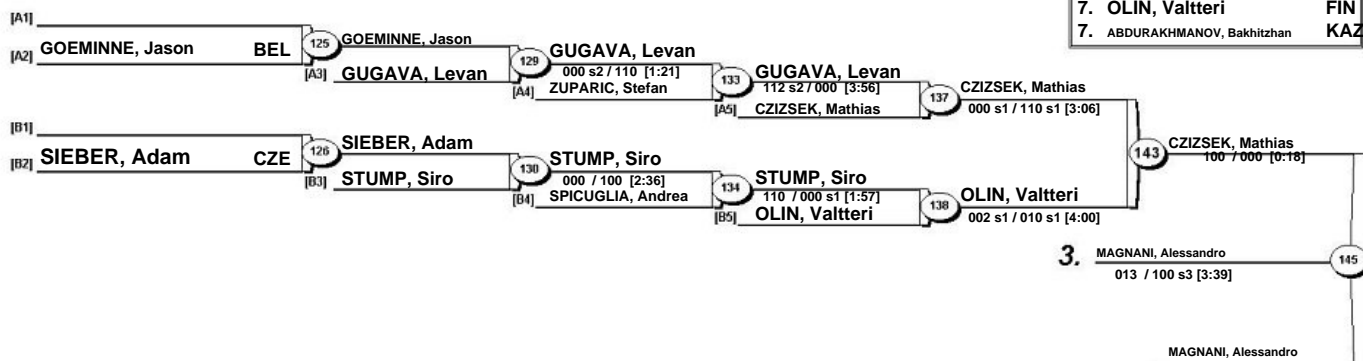 7. OLIN, Valtteri FIN
7. ABDURAKHMANOV, Bakhitzhan KAZ
[A1]
[A2] GOEMINNE, Jason BEL
125
GOEMINNE, Jason
[A3] GUGAVA, Levan
129
GUGAVA, Levan
000 s2 / 110 [1:21]
[A4] ZUPARIC, Stefan
133
GUGAVA, Levan
112 s2 / 000 [3:56]
[A5] CZIZSEK, Mathias
137
CZIZSEK, Mathias
000 s1 / 110 s1 [3:06]
[B1]
[B2] SIEBER, Adam CZE
126
SIEBER, Adam
[B3] STUMP, Siro
130
STUMP, Siro
000 / 100 [2:36]
[B4] SPICUGLIA, Andrea
134
STUMP, Siro
110 / 000 s1 [1:57]
[B5] OLIN, Valtteri
138
OLIN, Valtteri
002 s1 / 010 s1 [4:00]
143
CZIZSEK, Mathias
100 / 000 [0:18]
3. MAGNANI, Alessandro
013 / 100 s3 [3:39]
145
MAGNANI, Alessandro